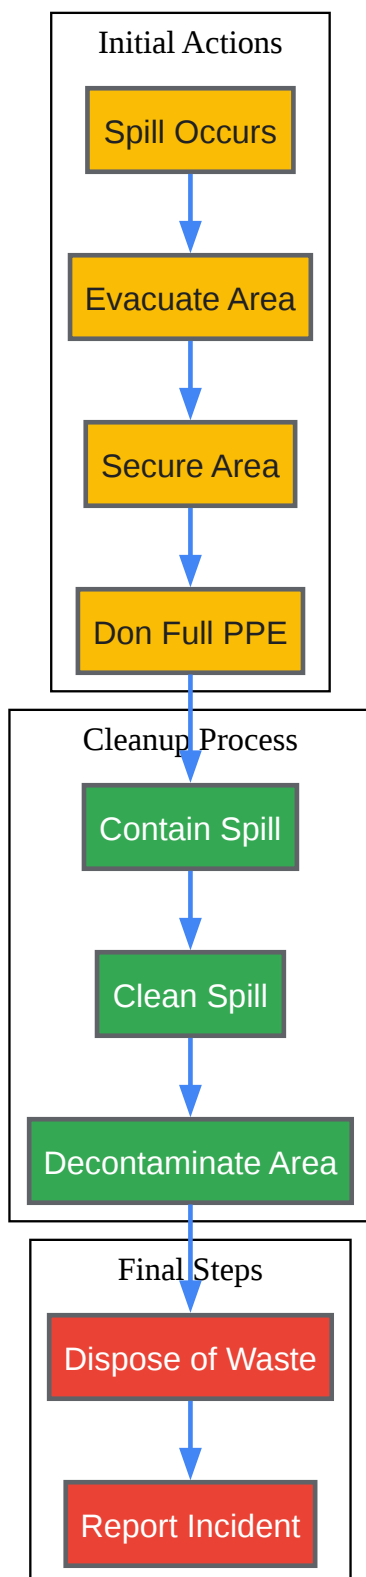 Initial Actions
Spill Occurs
Evacuate Area
Secure Area
Don Full PPE
Cleanup Process
Contain Spill
Clean Spill
Decontaminate Area
Final Steps
Dispose of Waste
Report Incident